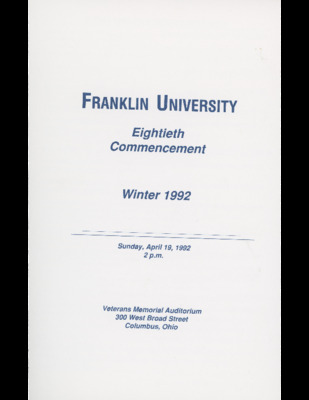 FRANKLIN UNIVERSITY
Eightieth
Commencement
Winter 1992
Sunday, April 19, 1992
2 p.m.
Veterans Memorial Auditorium
300 West Broad Street
Columbus, Ohio